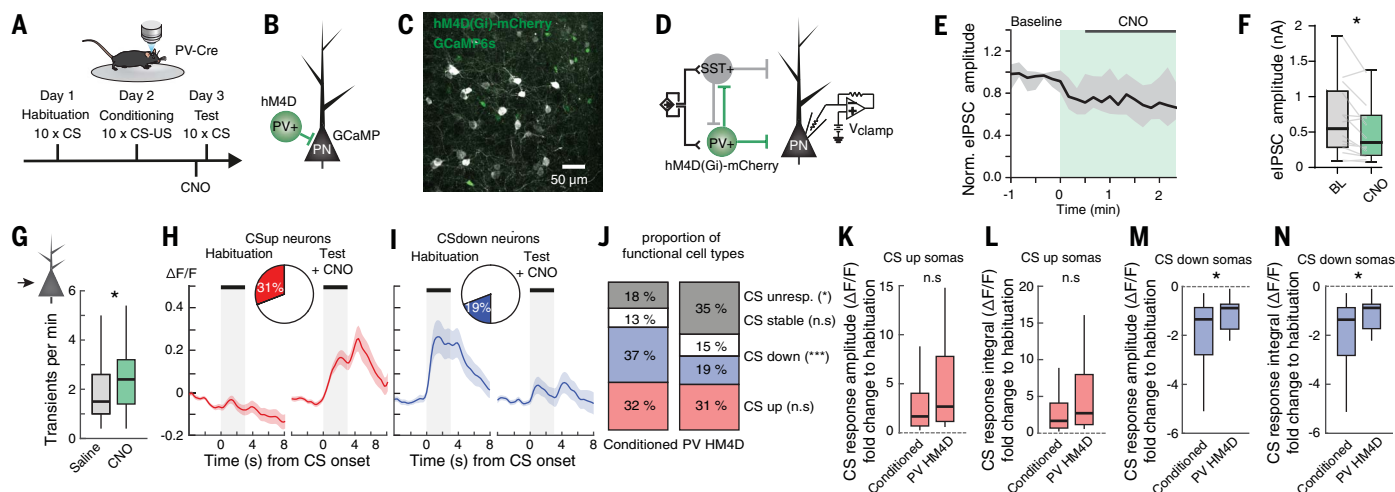 A
PV-Cre
Day 1
Habituation
10 x CS
Day 2
Conditioning
10 x CS-US
Day 3
Test
10 x CS
CNO
B
hM4D
PV+
GCaMP
PN
C
hM4D(Gi)-mCherry
GCaMP6s
50 µm
D
SST+
PV+
PN
Vclamp
hM4D(Gi)-mCherry
E
Baseline
CNO
Norm. eIPSC amplitude
1.4
1.2
0.8
0.4
0.0
-1
0
1
2
Time (min)
F
*
eIPSC amplitude (nA)
2
1.5
1
0.5
0
BL
CNO
G
*
Transients per min
6
4
2
0
Saline
CNO
H
CSup neurons
Habituation
Test
+ CNO
31%
ΔF/F
0.4
0.2
0
-0.2
0
4
8
0
4
8
Time (s) from CS onset
I
CSdown neurons
Habituation
Test
+ CNO
19%
0
4
8
0
4
8
Time (s) from CS onset
J
proportion of
functional cell types
18 %
13 %
37 %
32 %
35 %
15 %
19 %
31 %
CS unresp. (*)
CS stable (n.s)
CS down (***)
CS up (n.s)
Conditioned
PV HM4D
K
CS up somas
n.s
CS response amplitude (ΔF/F)
fold change to habituation
15
10
5
0
Conditioned
PV HM4D
L
CS up somas
n.s
CS response integral (ΔF/F)
fold change to habituation
20
15
10
5
0
Conditioned
PV HM4D
M
CS down somas
*
CS response amplitude (ΔF/F)
fold change to habituation
0
-2
-4
-6
Conditioned
PV HM4D
N
CS down somas
*
CS response integral (ΔF/F)
fold change to habituation
0
-2
-4
-6
Conditioned
PV HM4D